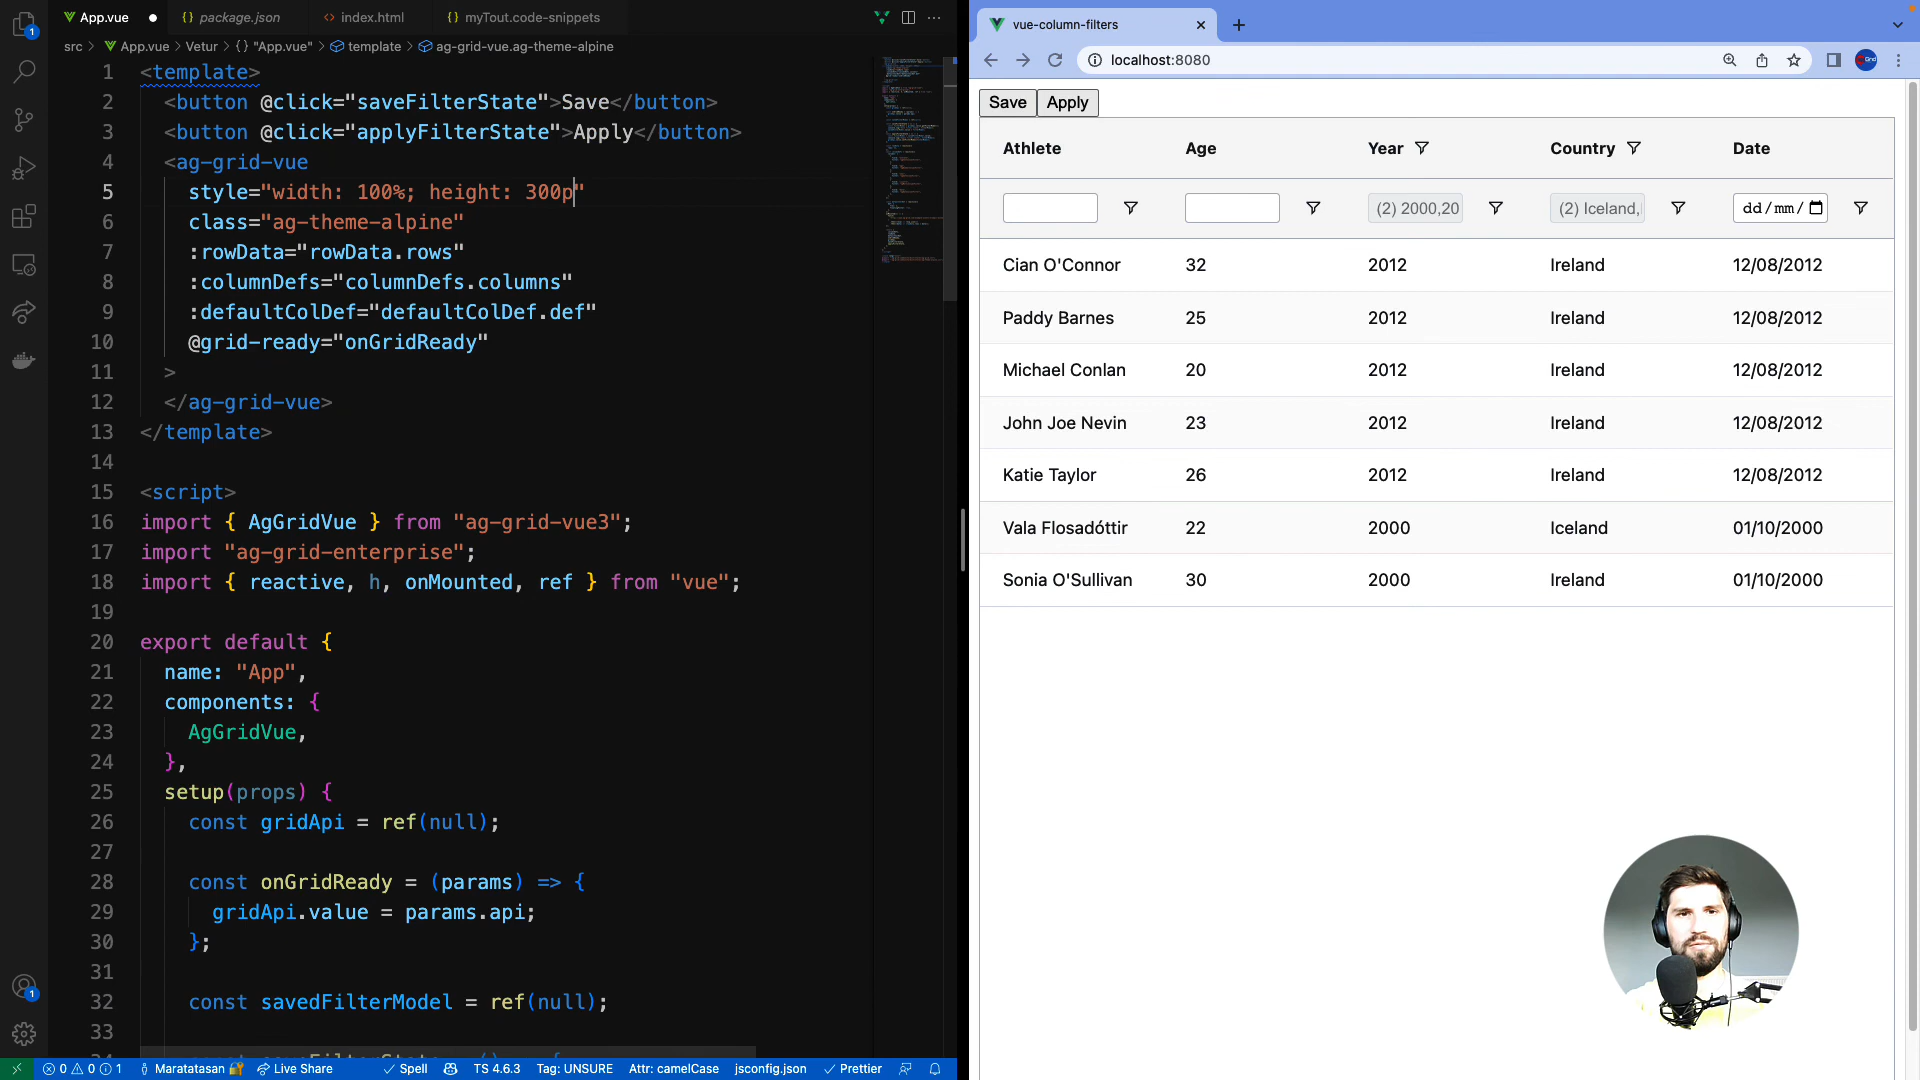 App.vue
package.json
index.html
myTout.code-snippets
src > App.vue > Vetur > {} "App.vue" > template > ag-grid-vue.ag-theme-alpine
1 <template>
2 <button @click="saveFilterState">Save</button>
3 <button @click="applyFilterState">Apply</button>
4 <ag-grid-vue
5 style="width: 100%; height: 300p"
6 class="ag-theme-alpine"
7 :rowData="rowData.rows"
8 :columnDefs="columnDefs.columns"
9 :defaultColDef="defaultColDef.def"
10 @grid-ready="onGridReady"
11 >
12 </ag-grid-vue>
13 </template>
14
15 <script>
16 import { AgGridVue } from "ag-grid-vue3";
17 import "ag-grid-enterprise";
18 import { reactive, h, onMounted, ref } from "vue";
19
20 export default {
21 name: "App",
22 components: {
23 AgGridVue,
24 },
25 setup(props) {
26 const gridApi = ref(null);
27
28 const onGridReady = (params) => {
29 gridApi.value = params.api;
30 };
31
32 const savedFilterModel = ref(null);
33
1
1
0 0 1 Maratatasan Live Share Spell TS 4.6.3 Tag: UNSURE Attr: camelCase jsconfig.json Prettier
vue-column-filters
localhost:8080
Save Apply
Athlete Age Year Country Date
(2) 2000,20 (2) Iceland, dd/mm/
Cian O'Connor 32 2012 Ireland 12/08/2012
Paddy Barnes 25 2012 Ireland 12/08/2012
Michael Conlan 20 2012 Ireland 12/08/2012
John Joe Nevin 23 2012 Ireland 12/08/2012
Katie Taylor 26 2012 Ireland 12/08/2012
Vala Flosadóttir 22 2000 Iceland 01/10/2000
Sonia O'Sullivan 30 2000 Ireland 01/10/2000